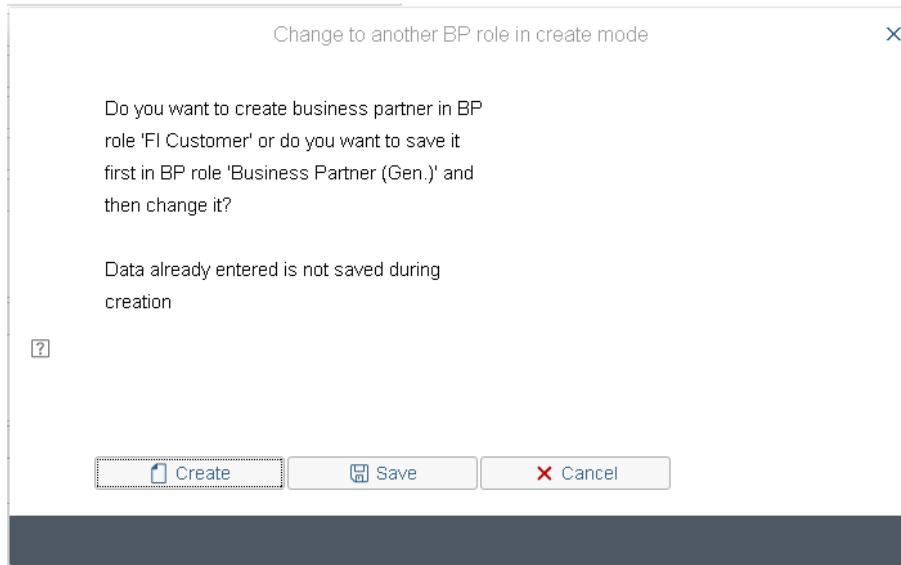 Change to another BP role in create mode
Do you want to create business partner in BP
role 'FI Customer' or do you want to save it
first in BP role 'Business Partner (Gen.)' and
then change it?
Data already entered is not saved during
creation
?
Create
Save
Cancel